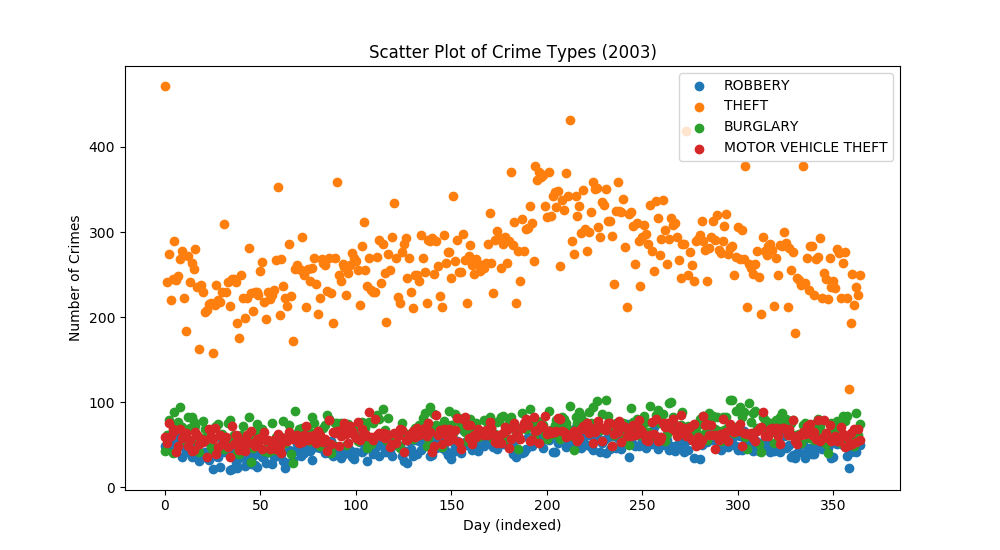 Scatter Plot of Crime Types (2003)
ROBBERY
THEFT
BURGLARY
MOTOR VEHICLE THEFT
Number of Crimes
400
300
200
100
0
0 50 100 150 200 250 300 350
Day (indexed)